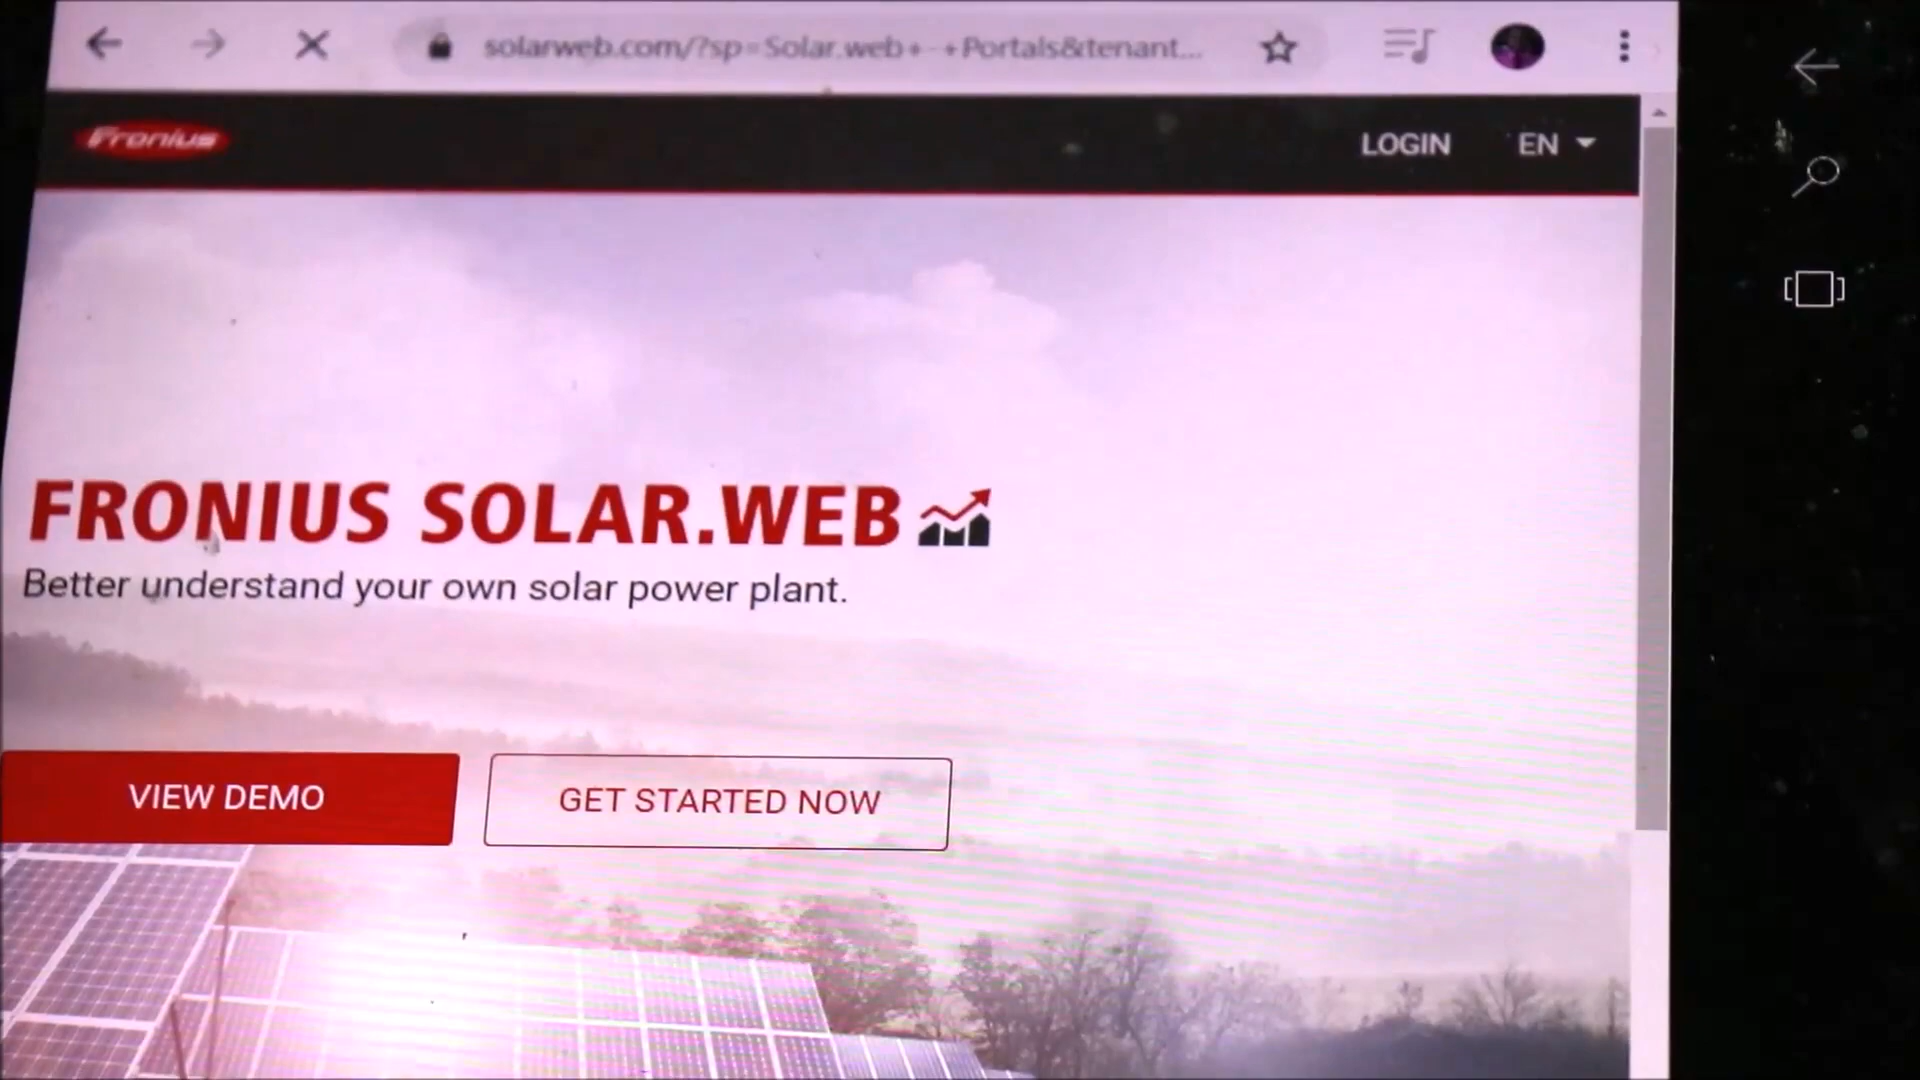 solarweb.com/?sp=Solar.web+-+Portals&tenant...
Fronius
LOGIN
EN
FRONIUS SOLAR.WEB
Better understand your own solar power plant.
VIEW DEMO
GET STARTED NOW